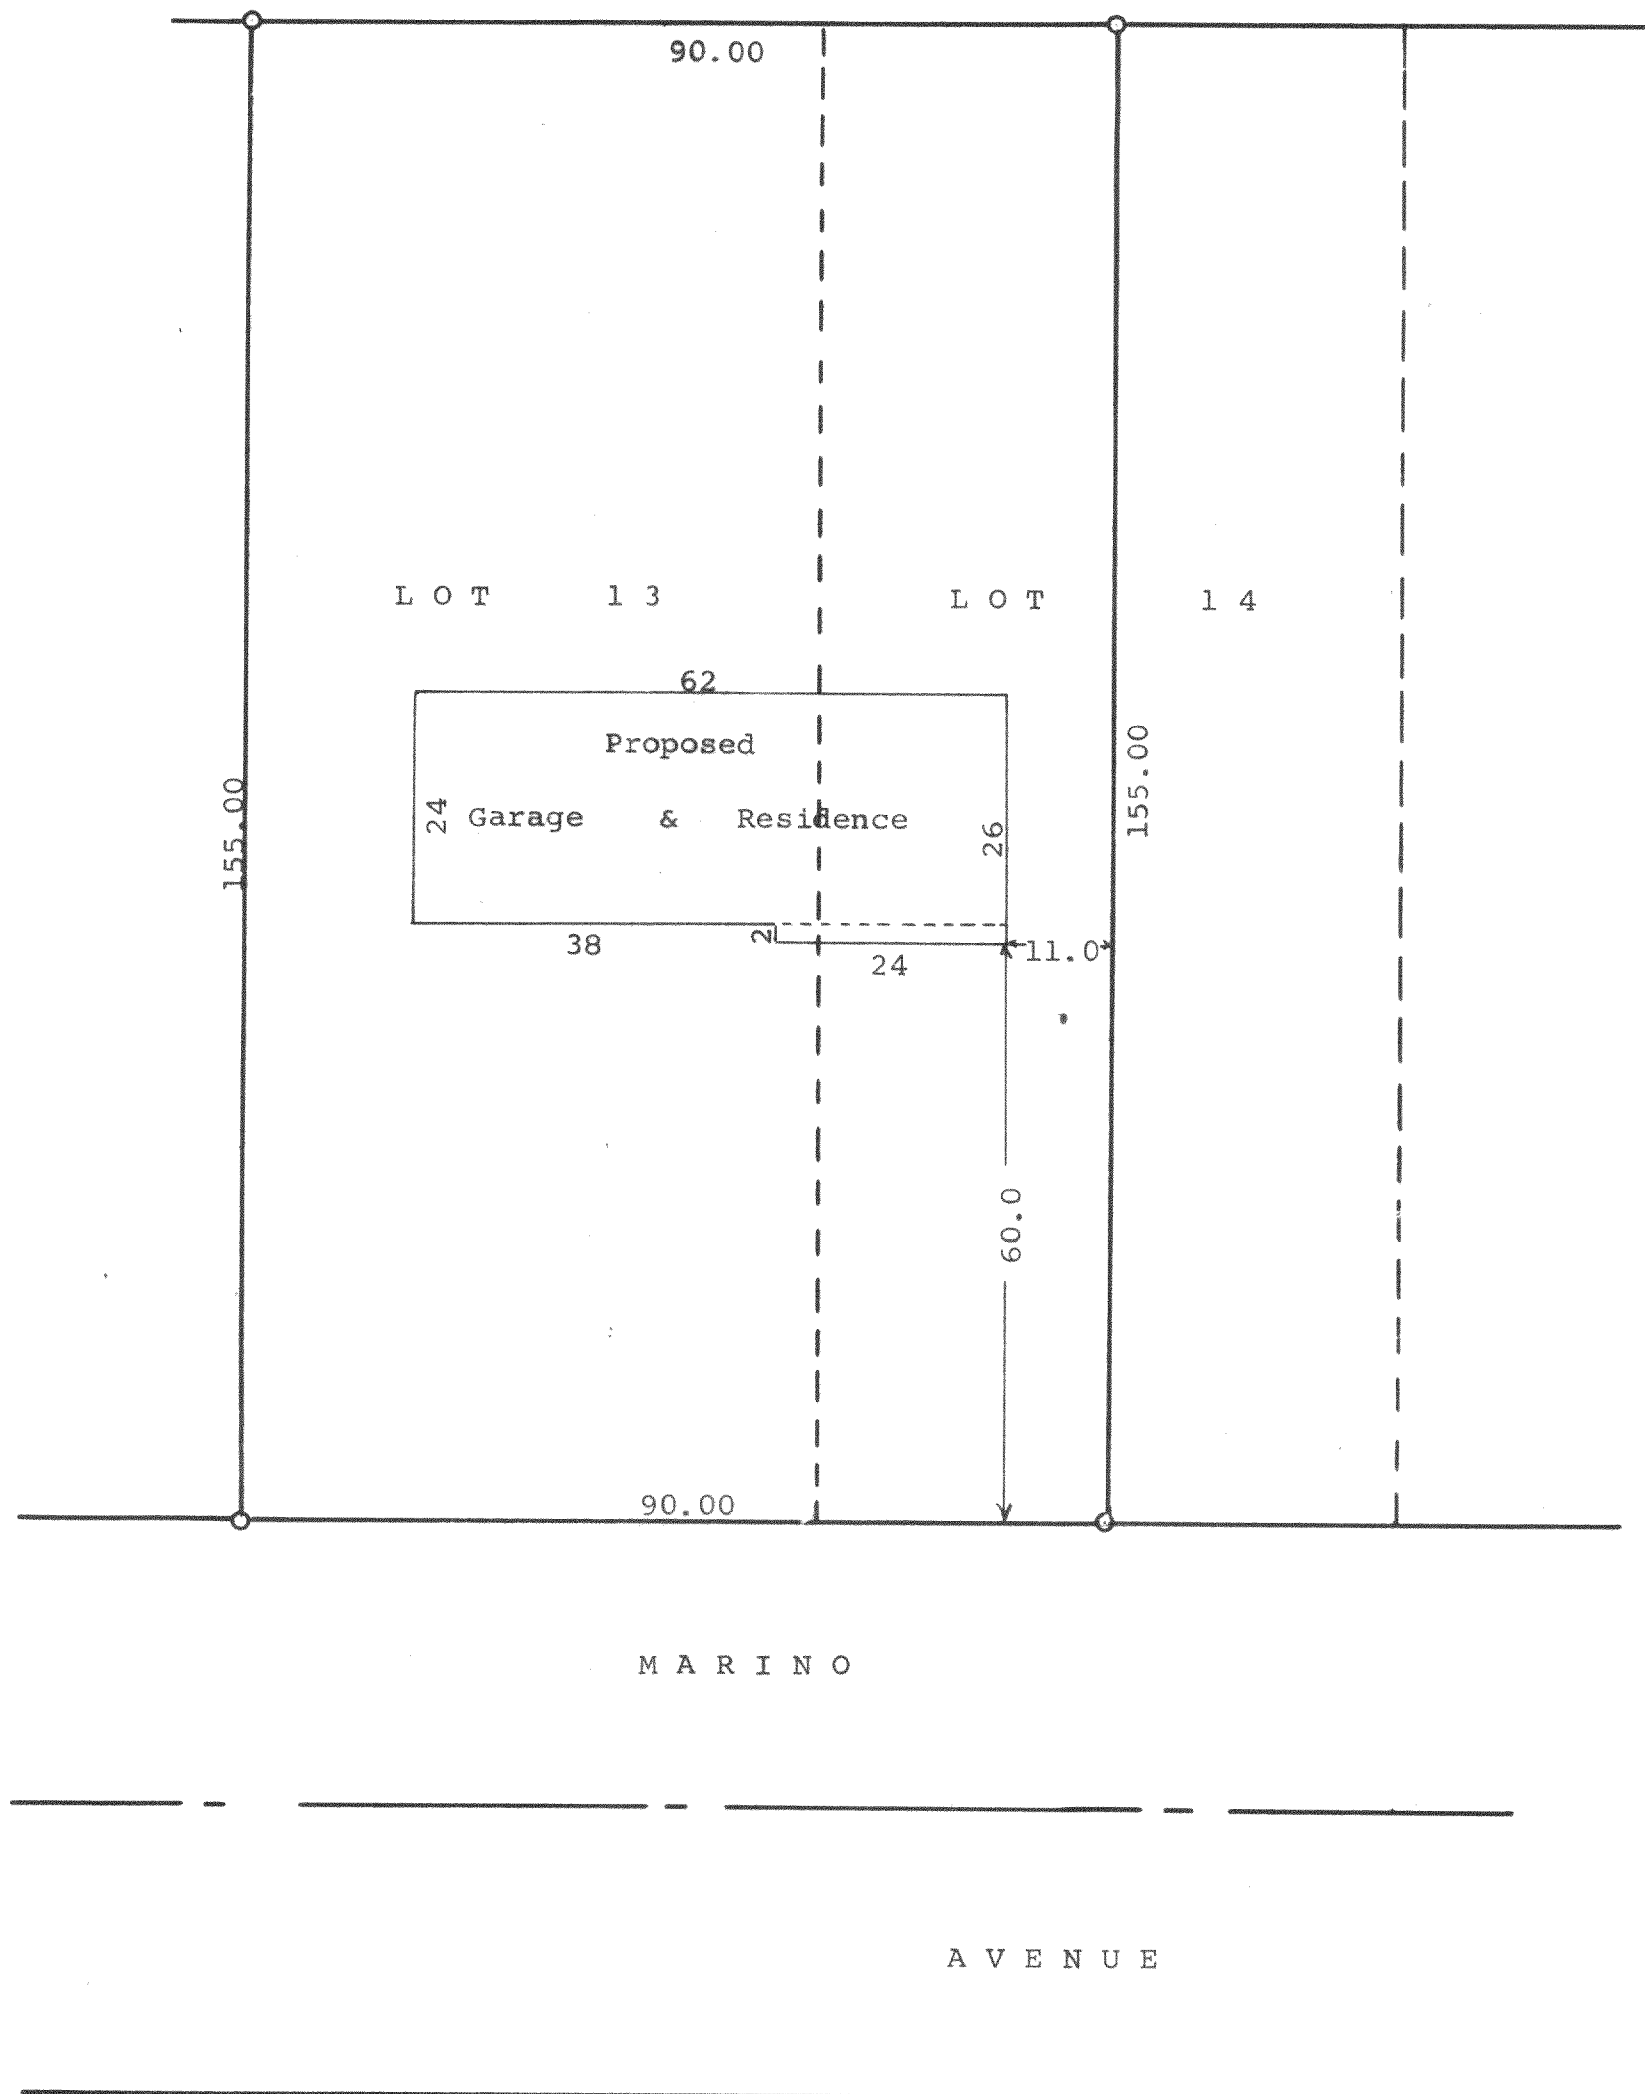 90.00
LOT 13 LOT 14
62
Proposed
155.00
155.00
24
Garage & Residence
26
38
2
24
11.0
60.0
90.00
MARINO
AVENUE